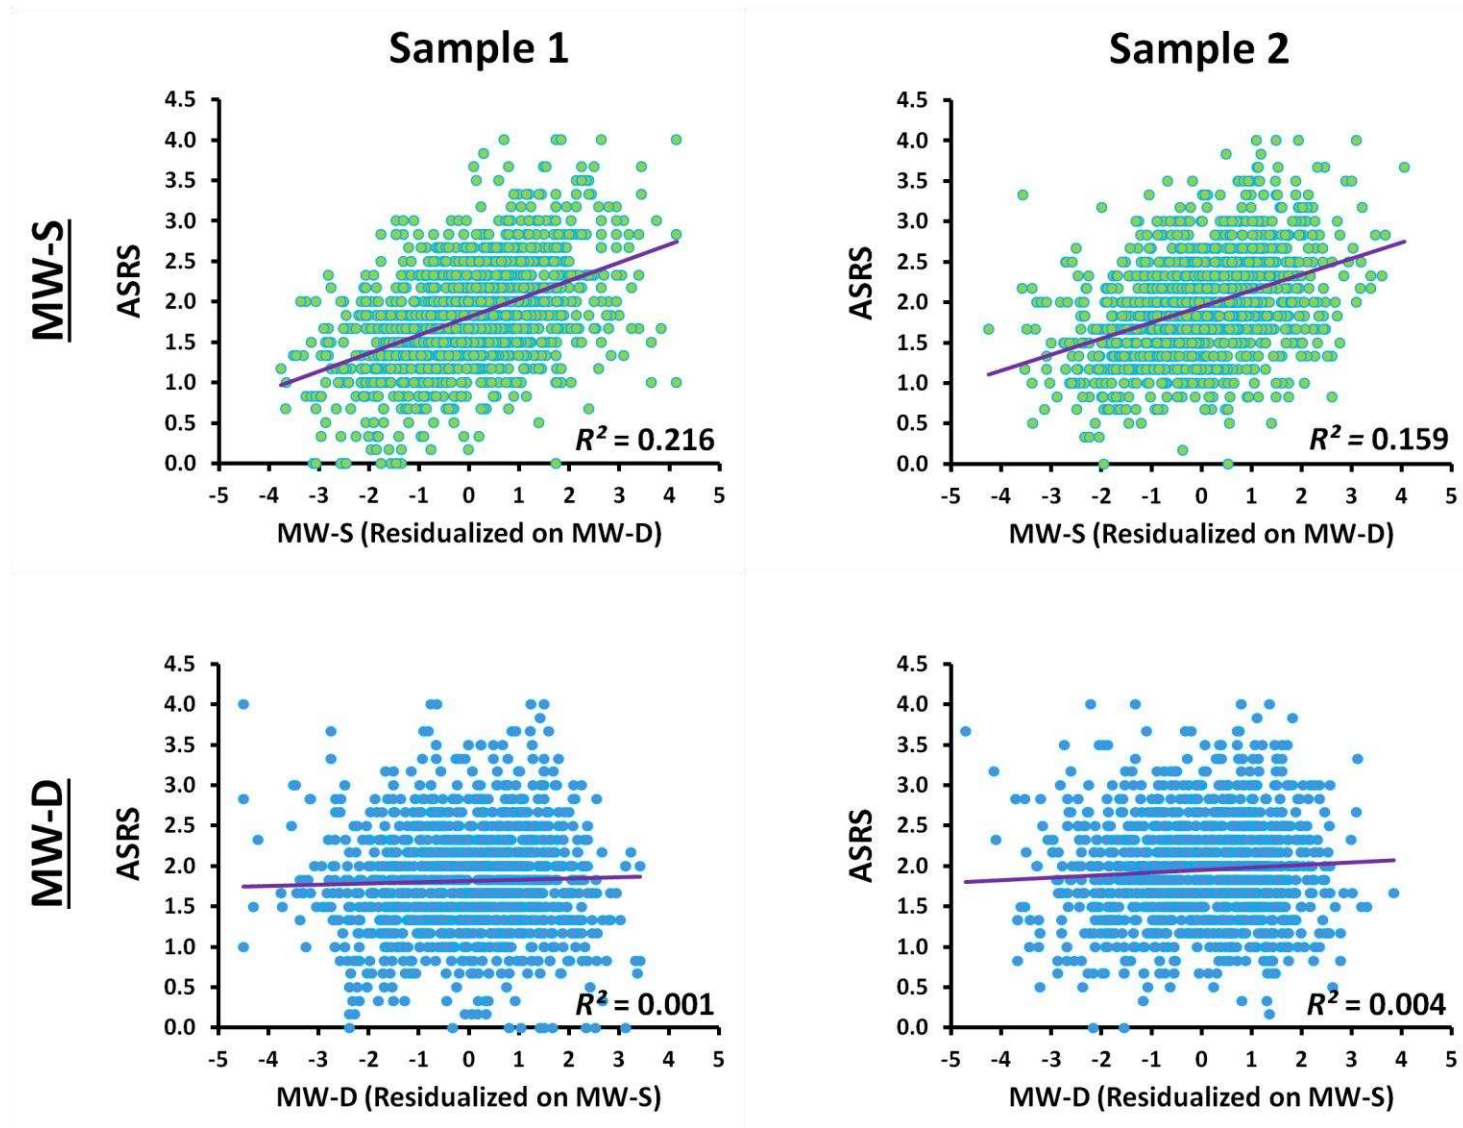 Sample 1
Sample 2
MW-S
ASRS
4.5
4.0
3.5
3.0
2.5
2.0
1.5
1.0
0.5
0.0
-5 -4 -3 -2 -1 0 1 2 3 4 5
R² = 0.216
MW-S (Residualized on MW-D)
ASRS
4.5
4.0
3.5
3.0
2.5
2.0
1.5
1.0
0.5
0.0
-5 -4 -3 -2 -1 0 1 2 3 4 5
R² = 0.159
MW-S (Residualized on MW-D)
MW-D
ASRS
4.5
4.0
3.5
3.0
2.5
2.0
1.5
1.0
0.5
0.0
-5 -4 -3 -2 -1 0 1 2 3 4 5
R² = 0.001
MW-D (Residualized on MW-S)
ASRS
4.5
4.0
3.5
3.0
2.5
2.0
1.5
1.0
0.5
0.0
-5 -4 -3 -2 -1 0 1 2 3 4 5
R² = 0.004
MW-D (Residualized on MW-S)